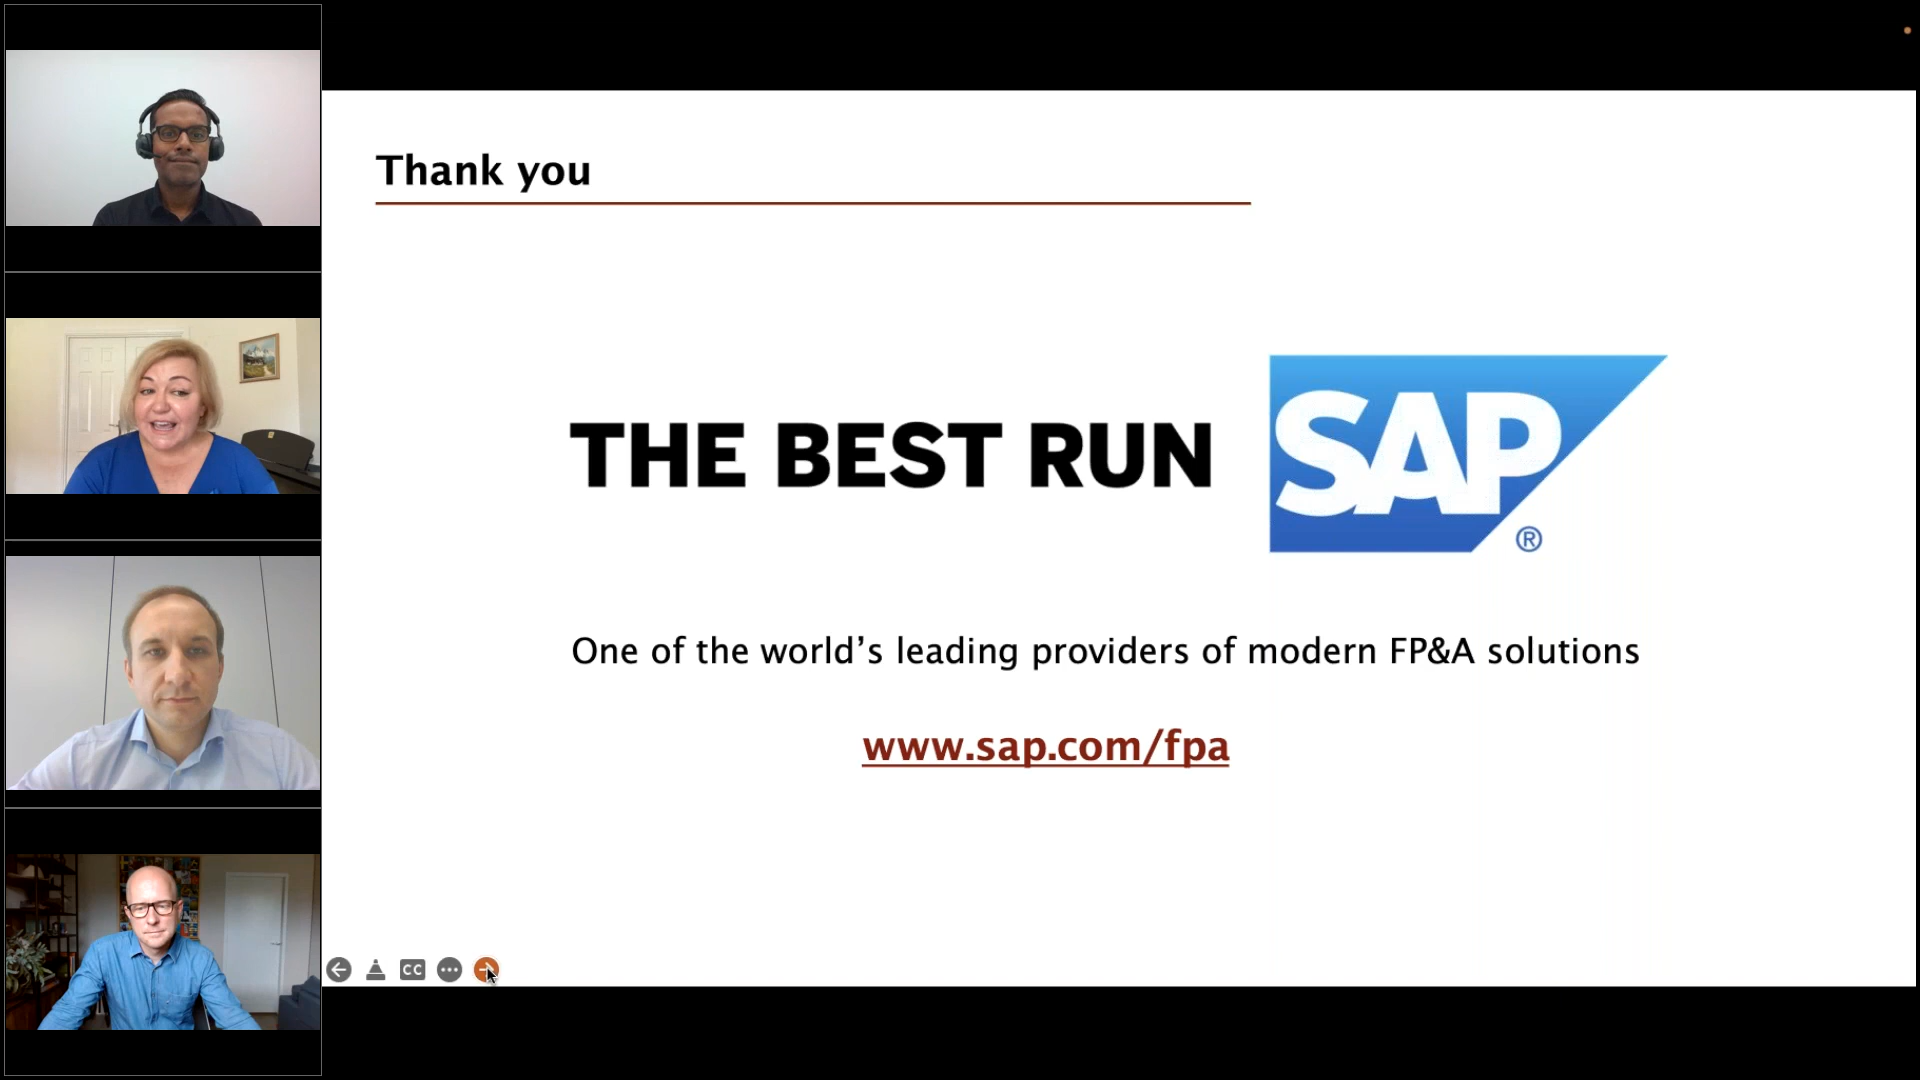 Thank you
THE BEST RUN SAP
®
One of the world’s leading providers of modern FP&A solutions
www.sap.com/fpa
CC